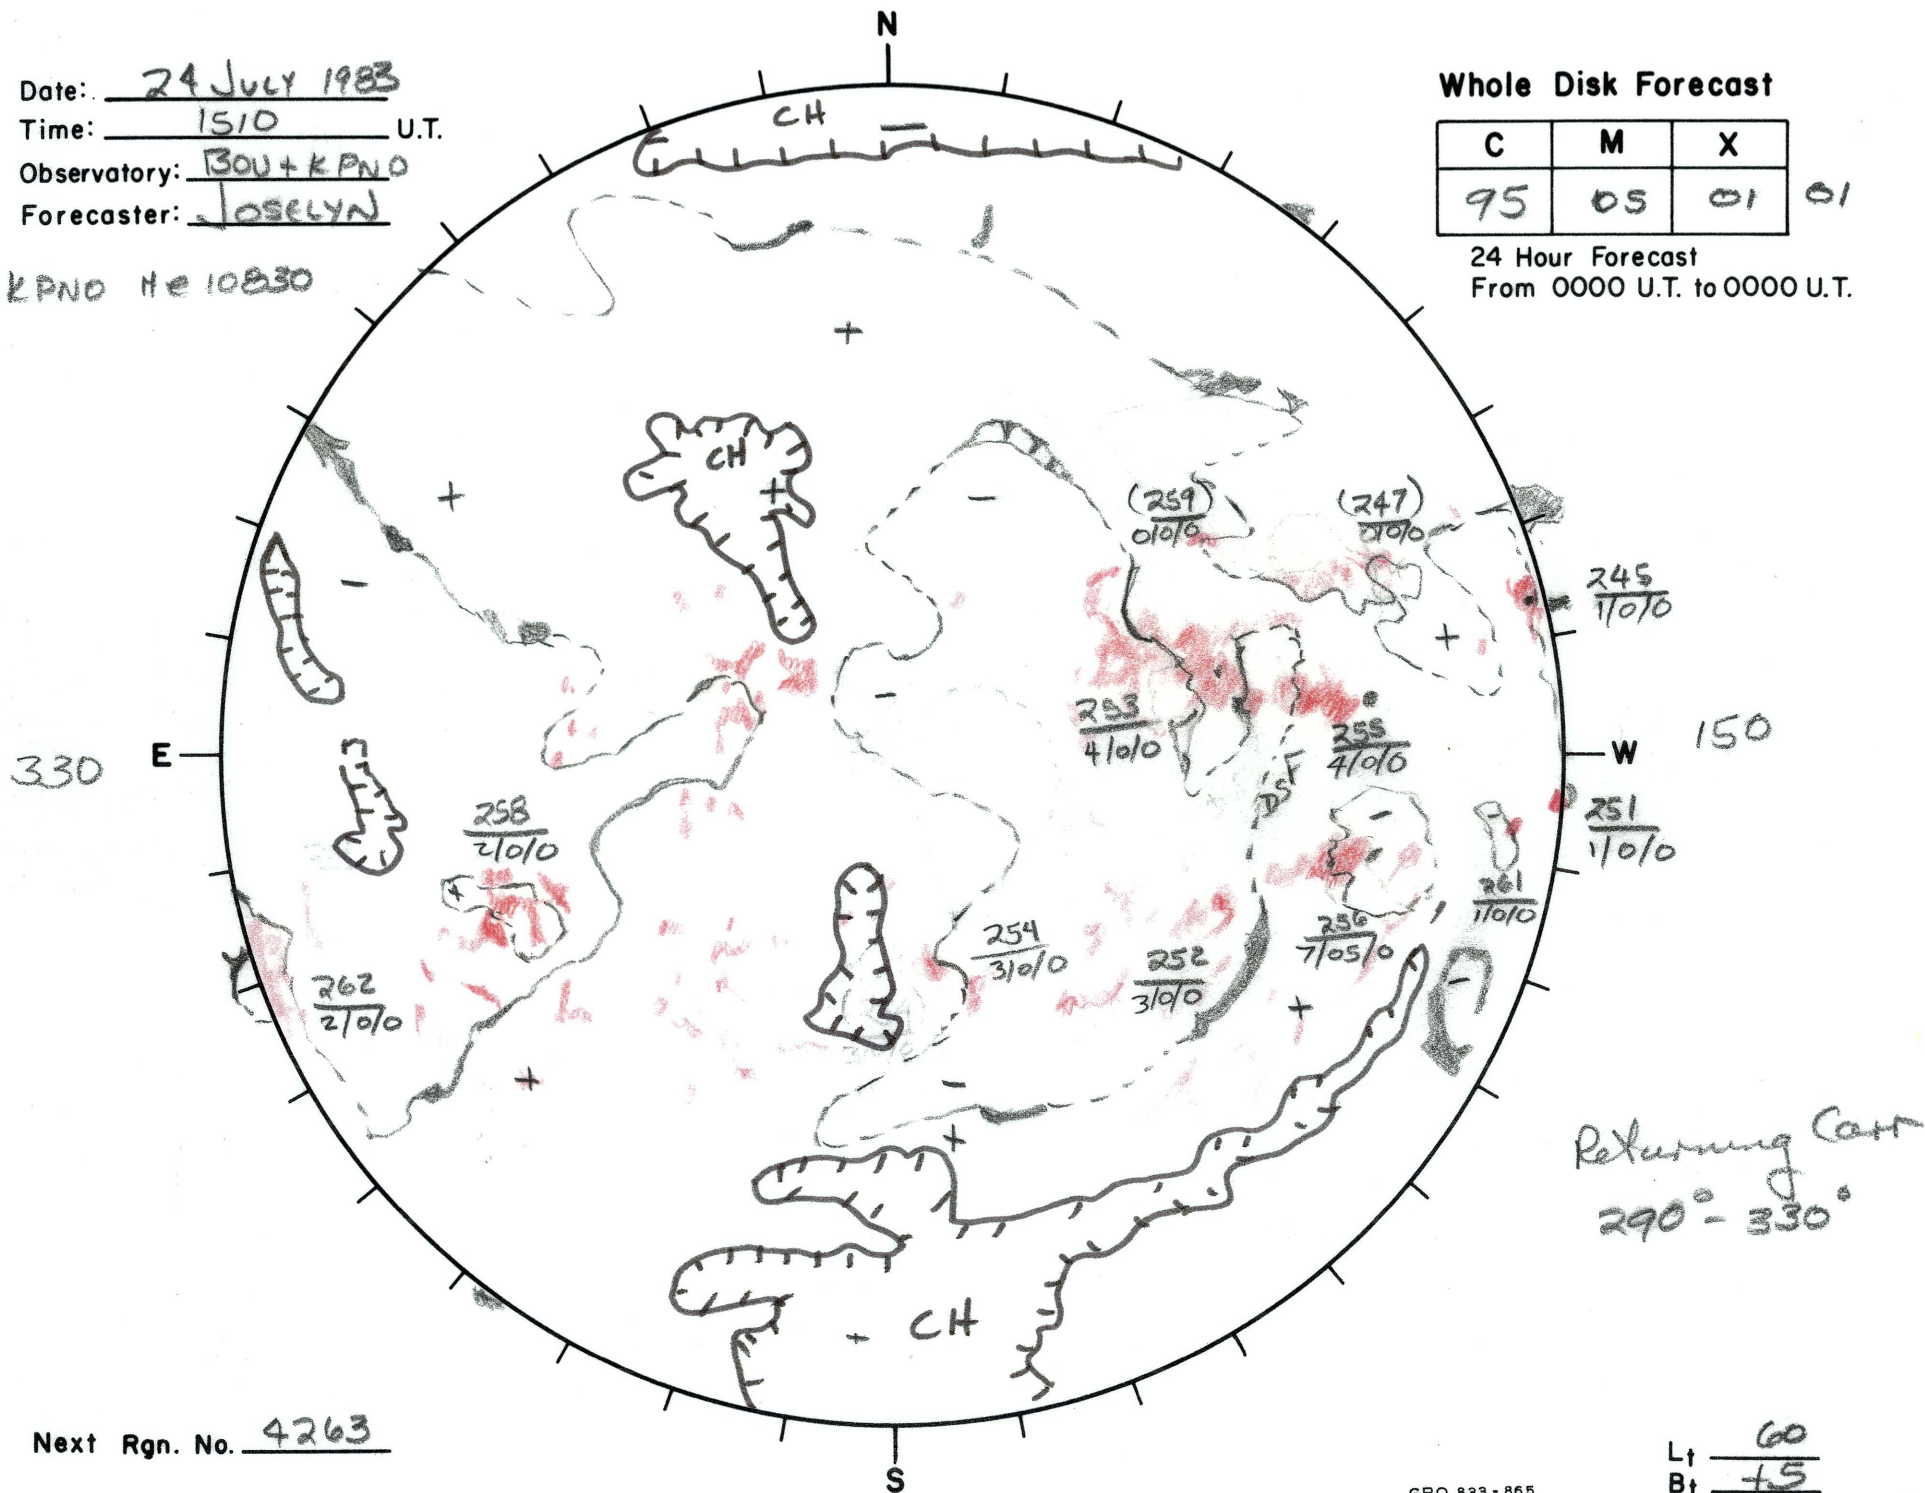 N
Date: 24 JULY 1983
Time: 1510 U.T.
Observatory: BOU + KPNO
Forecaster: JOSELYN
KPNO He 10830
Whole Disk Forecast
C M X
95 05 01 01
24 Hour Forecast
From 0000 U.T. to 0000 U.T.
CH —
+
CH
+
+
−
(259)
0/0/0
(247)
0/0/0
−
245
1/0/0
+
−
253
4/0/0
255
4/0/0
330
E
W
150
DSF
258
2/0/0
+
−
251
1/0/0
261
1/0/0
254
3/0/0
252
3/0/0
256
7/05/0
262
2/0/0
−
+
+
−
+
Returning Carr
290° - 330°
+ CH
Next Rgn. No. 4263
S
Lt 60
Bt +5
GPO 833-865